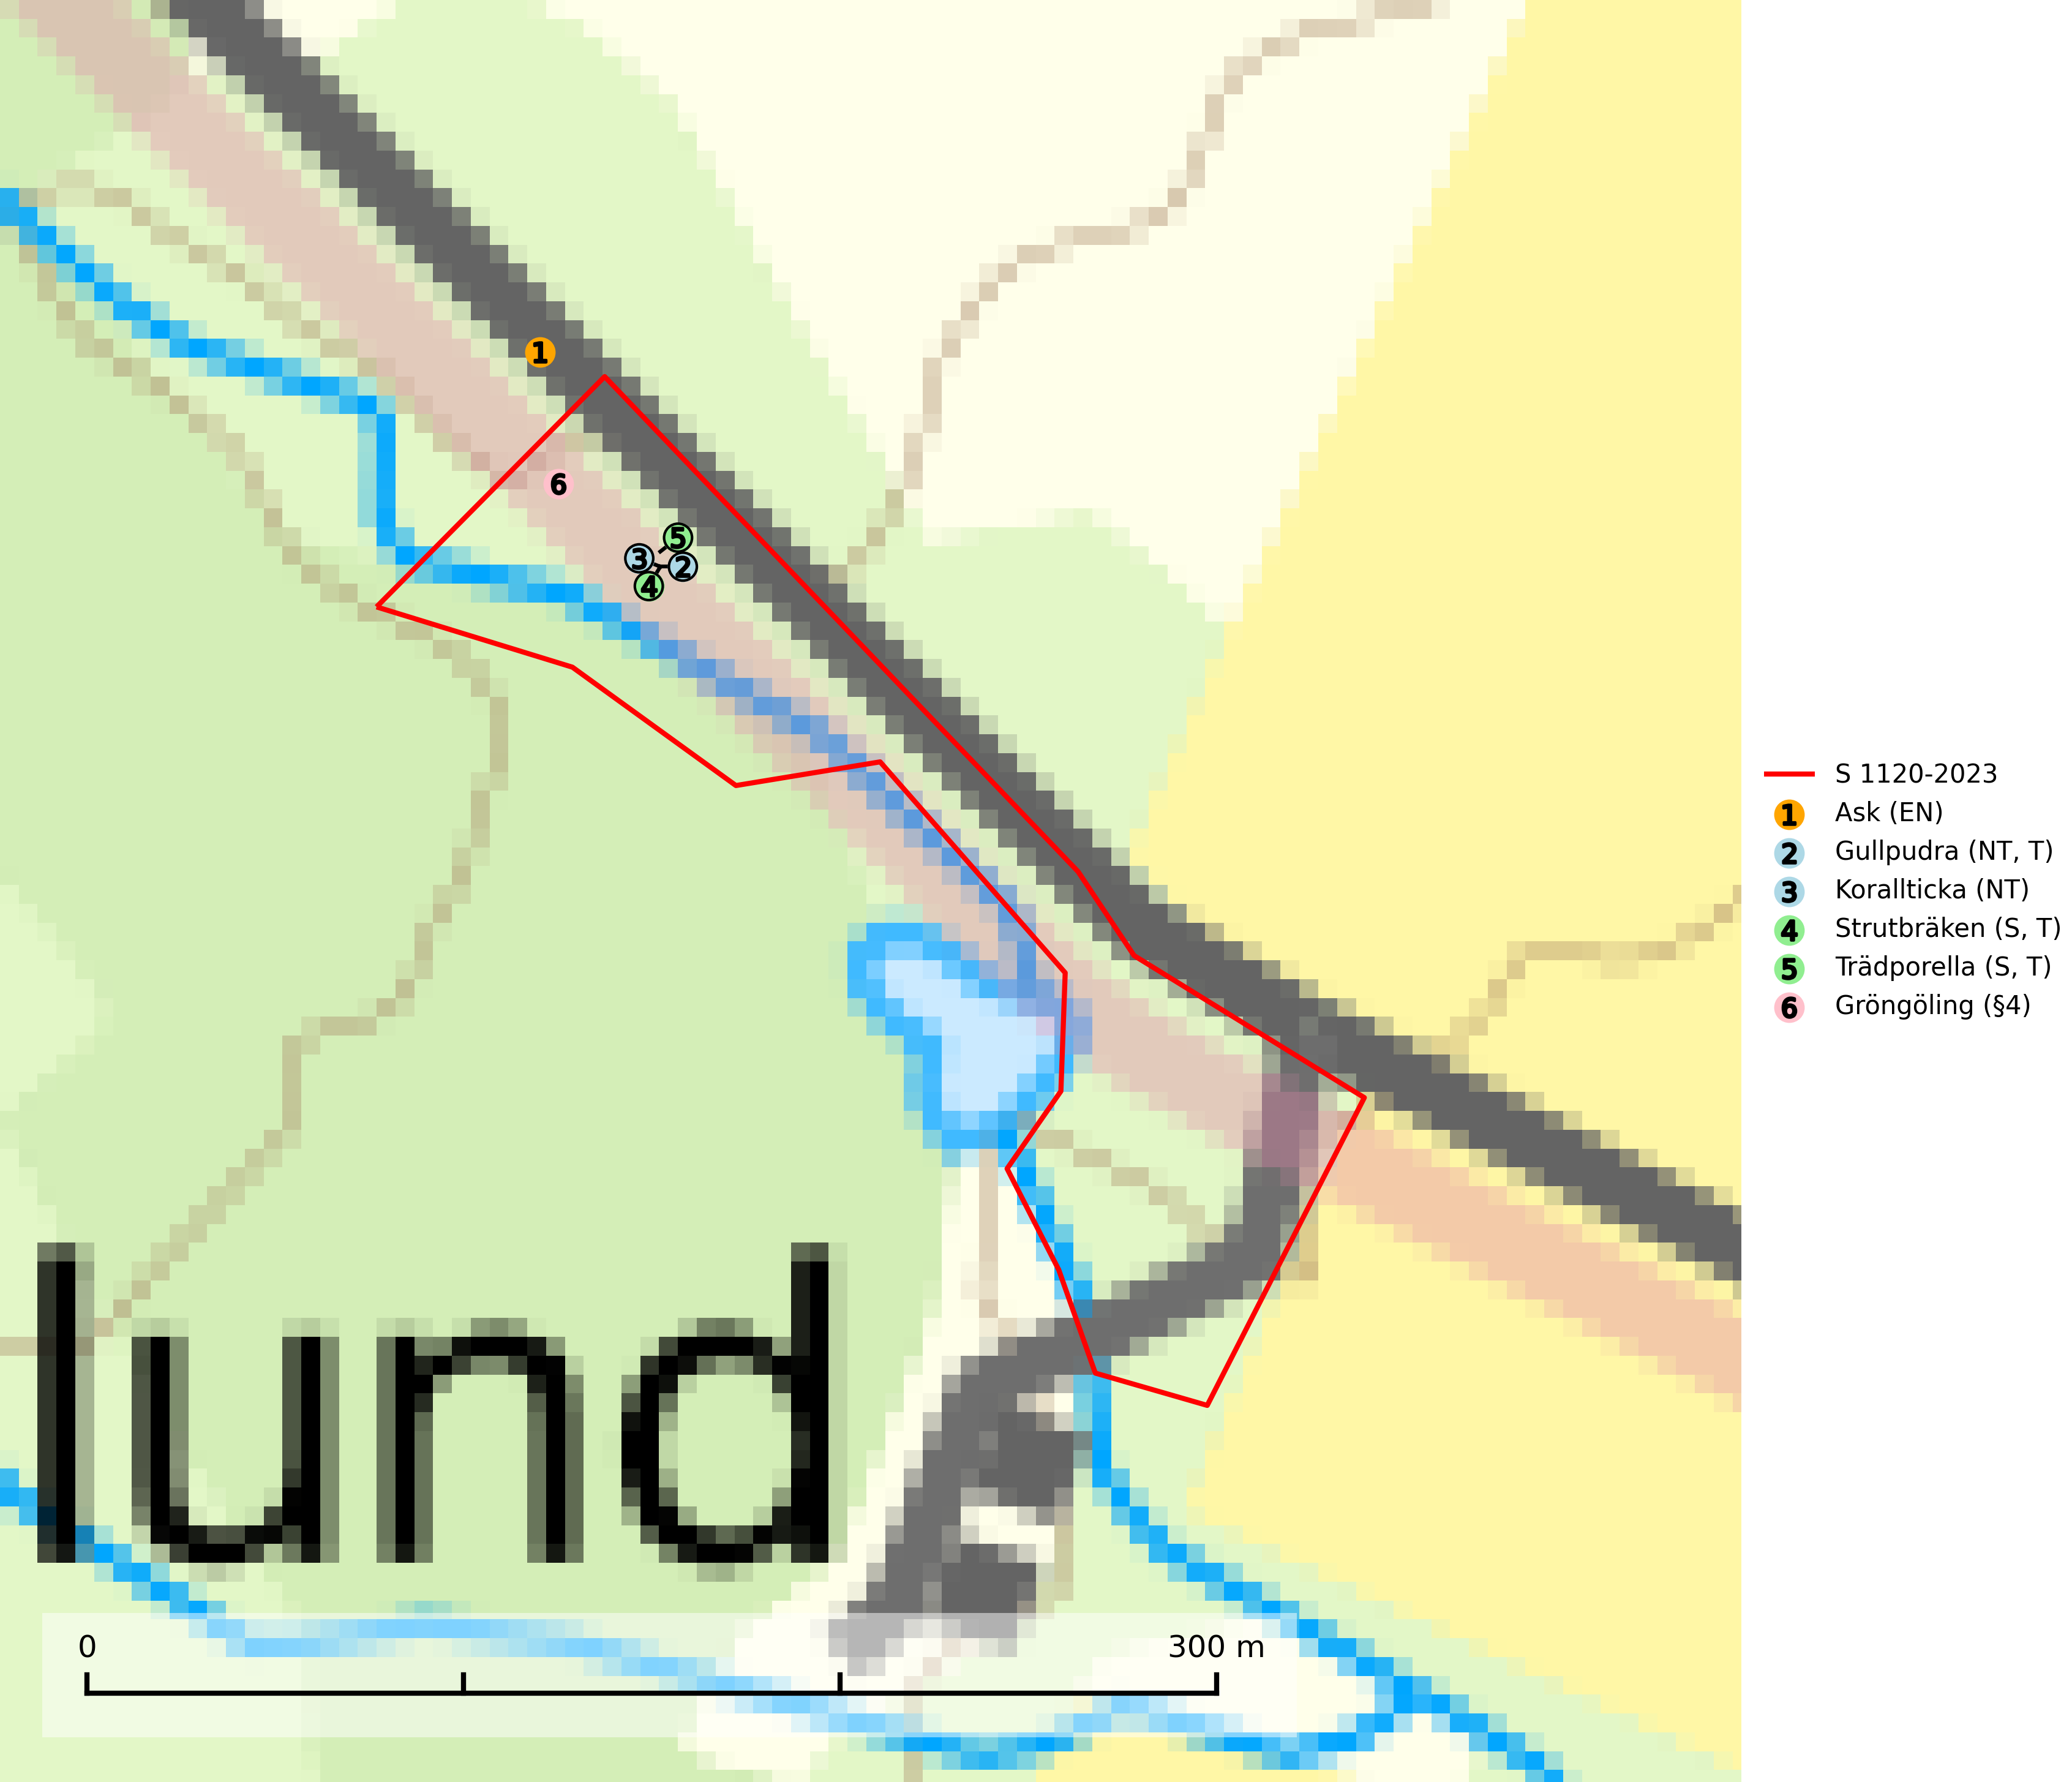 1
6
5
3
2
4
lund
0
300 m
S 1120-2023
1 Ask (EN)
2 Gullpudra (NT, T)
3 Korallticka (NT)
4 Strutbräken (S, T)
5 Trädporella (S, T)
6 Gröngöling (§4)